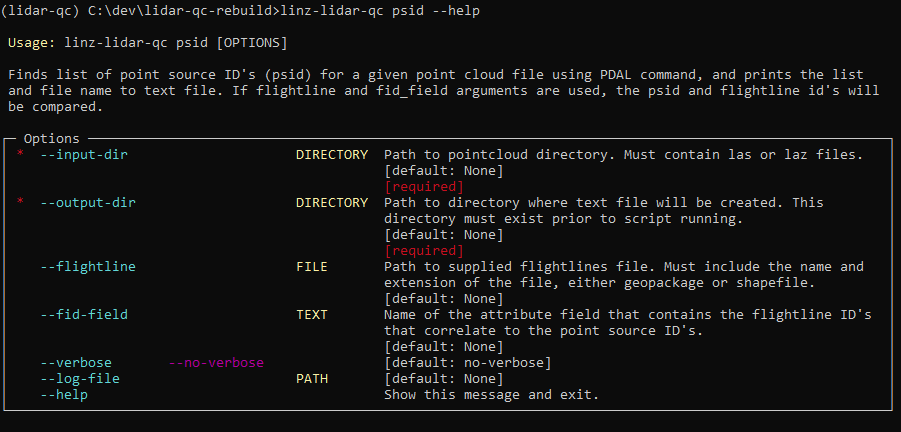 (lidar-qc) C:\dev\lidar-qc-rebuild>linz-lidar-qc psid --help
Usage: linz-lidar-qc psid [OPTIONS]
Finds list of point source ID's (psid) for a given point cloud file using PDAL command, and prints the list
and file name to text file. If flightline and fid_field arguments are used, the psid and flightline id's will
be compared.
Options
* --input-dir DIRECTORY Path to pointcloud directory. Must contain las or laz files.
[default: None]
[required]
* --output-dir DIRECTORY Path to directory where text file will be created. This
directory must exist prior to script running.
[default: None]
[required]
--flightline FILE Path to supplied flightlines file. Must include the name and
extension of the file, either geopackage or shapefile.
[default: None]
--fid-field TEXT Name of the attribute field that contains the flightline ID's
that correlate to the point source ID's.
[default: None]
--verbose --no-verbose [default: no-verbose]
--log-file PATH [default: None]
--help Show this message and exit.